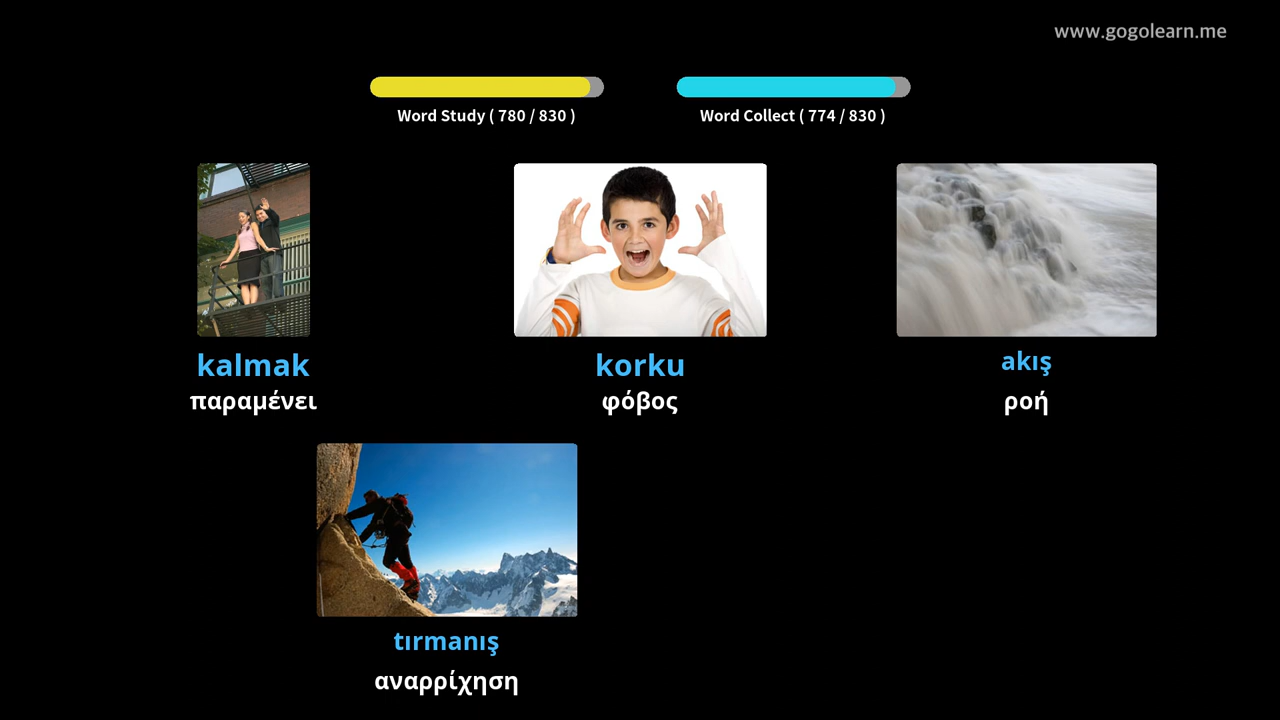 www.gogolearn.me
Word Study ( 780 / 830 )
Word Collect ( 774 / 830 )
kalmak
παραμένει
korku
φόβος
akış
ροή
tırmanış
αναρρίχηση